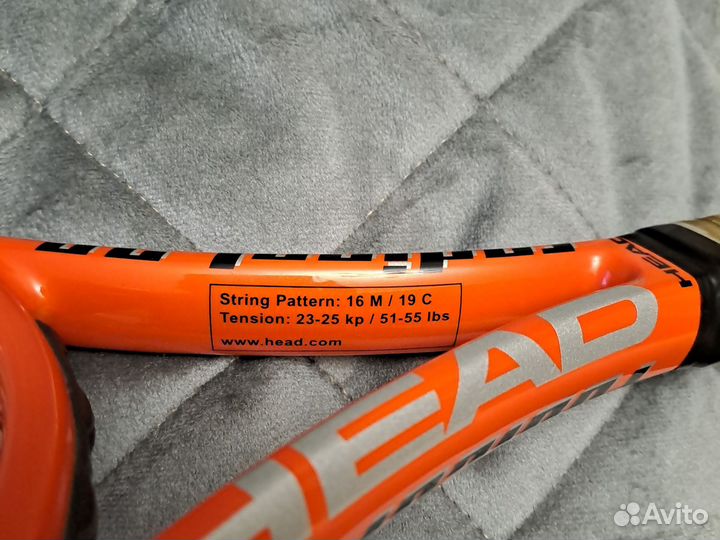 String Pattern: 16 M / 19 C
Tension: 23-25 kp / 51-55 lbs
www.head.com
HEAD
HEAD
Avito